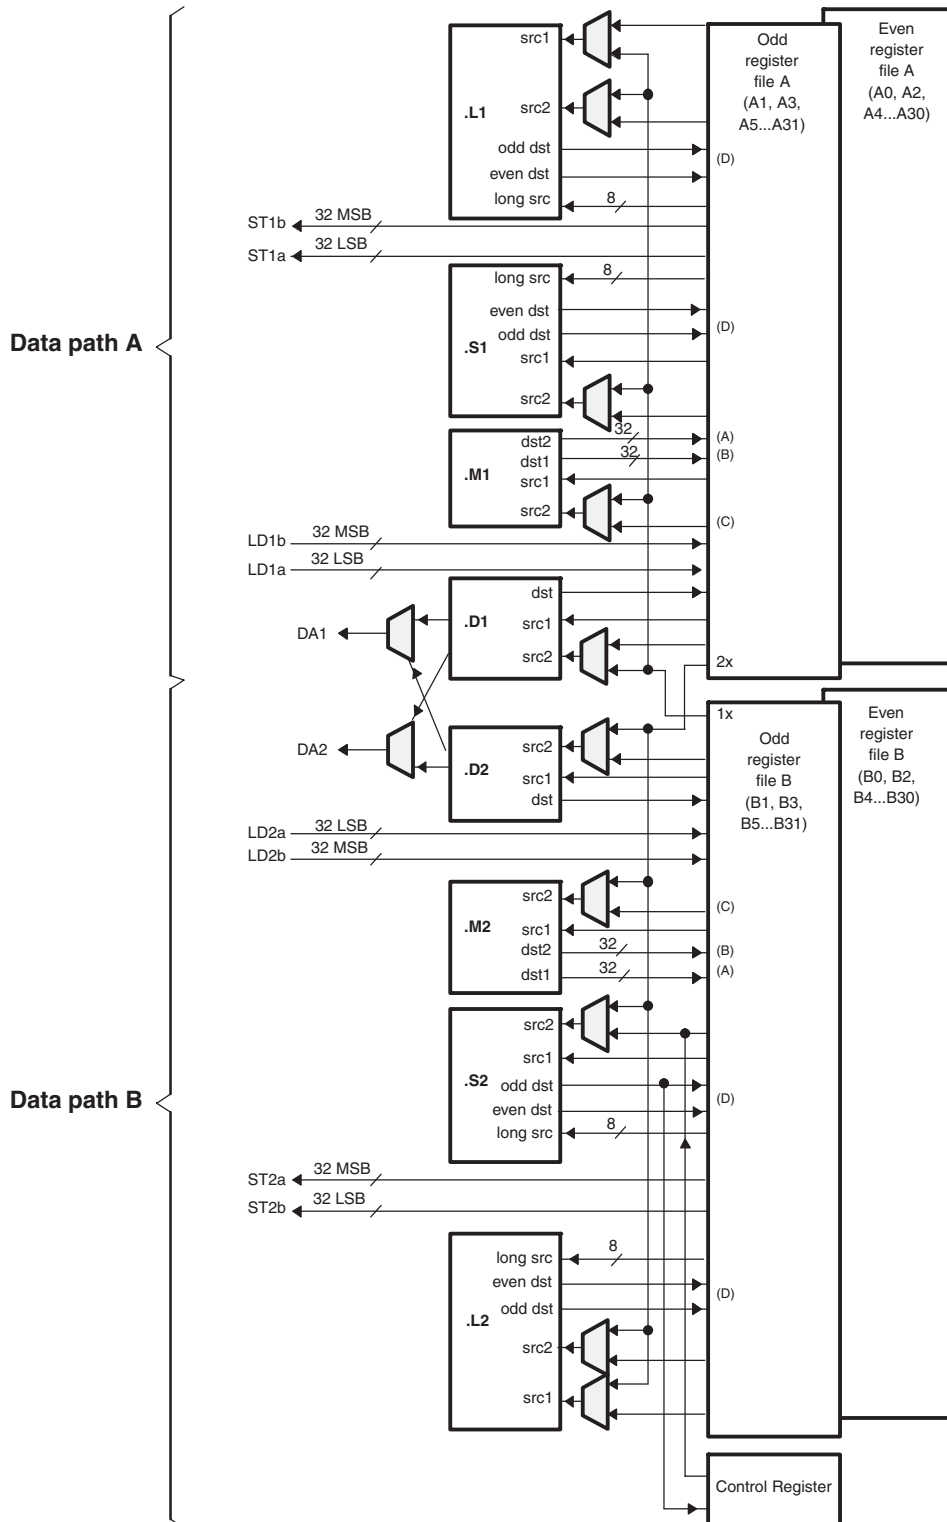 Data path A
.L1
src1
src2
odd dst
even dst
long src
8
(D)
Odd
register
file A
(A1, A3,
A5...A31)
Even
register
file A
(A0, A2,
A4...A30)
ST1b
32 MSB
ST1a
32 LSB
.S1
long src
8
even dst
odd dst
(D)
src1
src2
.M1
dst2
32
(A)
dst1
32
(B)
src1
src2
(C)
LD1b
32 MSB
LD1a
32 LSB
DA1
.D1
dst
src1
src2
2x
1x
DA2
.D2
src2
src1
dst
Odd
register
file B
(B1, B3,
B5...B31)
Even
register
file B
(B0, B2,
B4...B30)
LD2a
32 LSB
LD2b
32 MSB
Data path B
.M2
src2
(C)
src1
dst2
32
(B)
dst1
32
(A)
.S2
src2
src1
odd dst
even dst
(D)
long src
8
ST2a
32 MSB
ST2b
32 LSB
.L2
long src
8
even dst
odd dst
(D)
src2
src1
Control Register